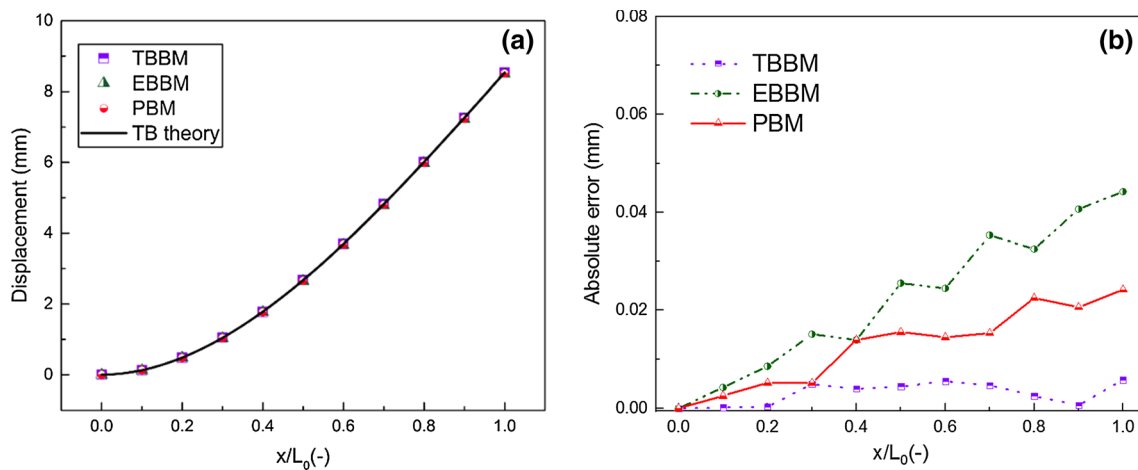 (a)
TBBM
EBBM
PBM
TB theory
10
8
6
4
2
0
Displacement (mm)
0.0 0.2 0.4 0.6 0.8 1.0
x/L₀(-)
(b)
TBBM
EBBM
PBM
0.08
0.04
0.02
0.00
Absolute error (mm)
0.0 0.2 0.4 0.6 0.8 1.0
x/L₀(-)